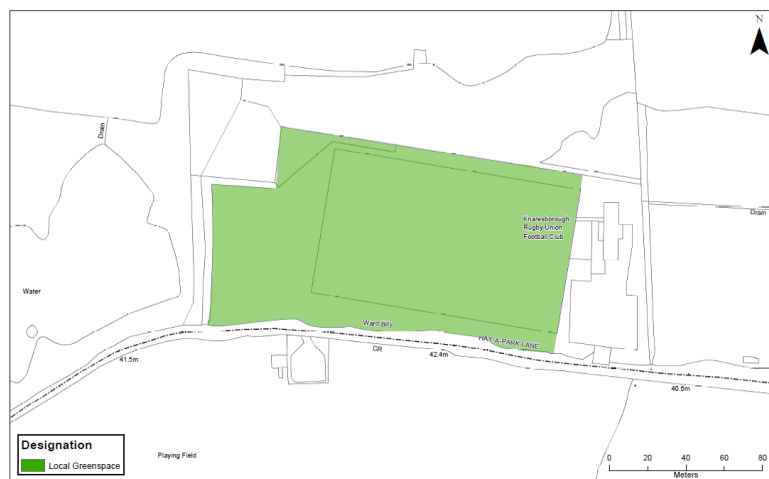 N
Drain
Drain
Knaresborough
Rugby Union
Football Club
Water
Ward Bdy
HAY-A-PARK LANE
CR
41.5m
42.4m
40.6m
Playing Field
Designation
Local Greenspace
0 20 40 60 80
Meters